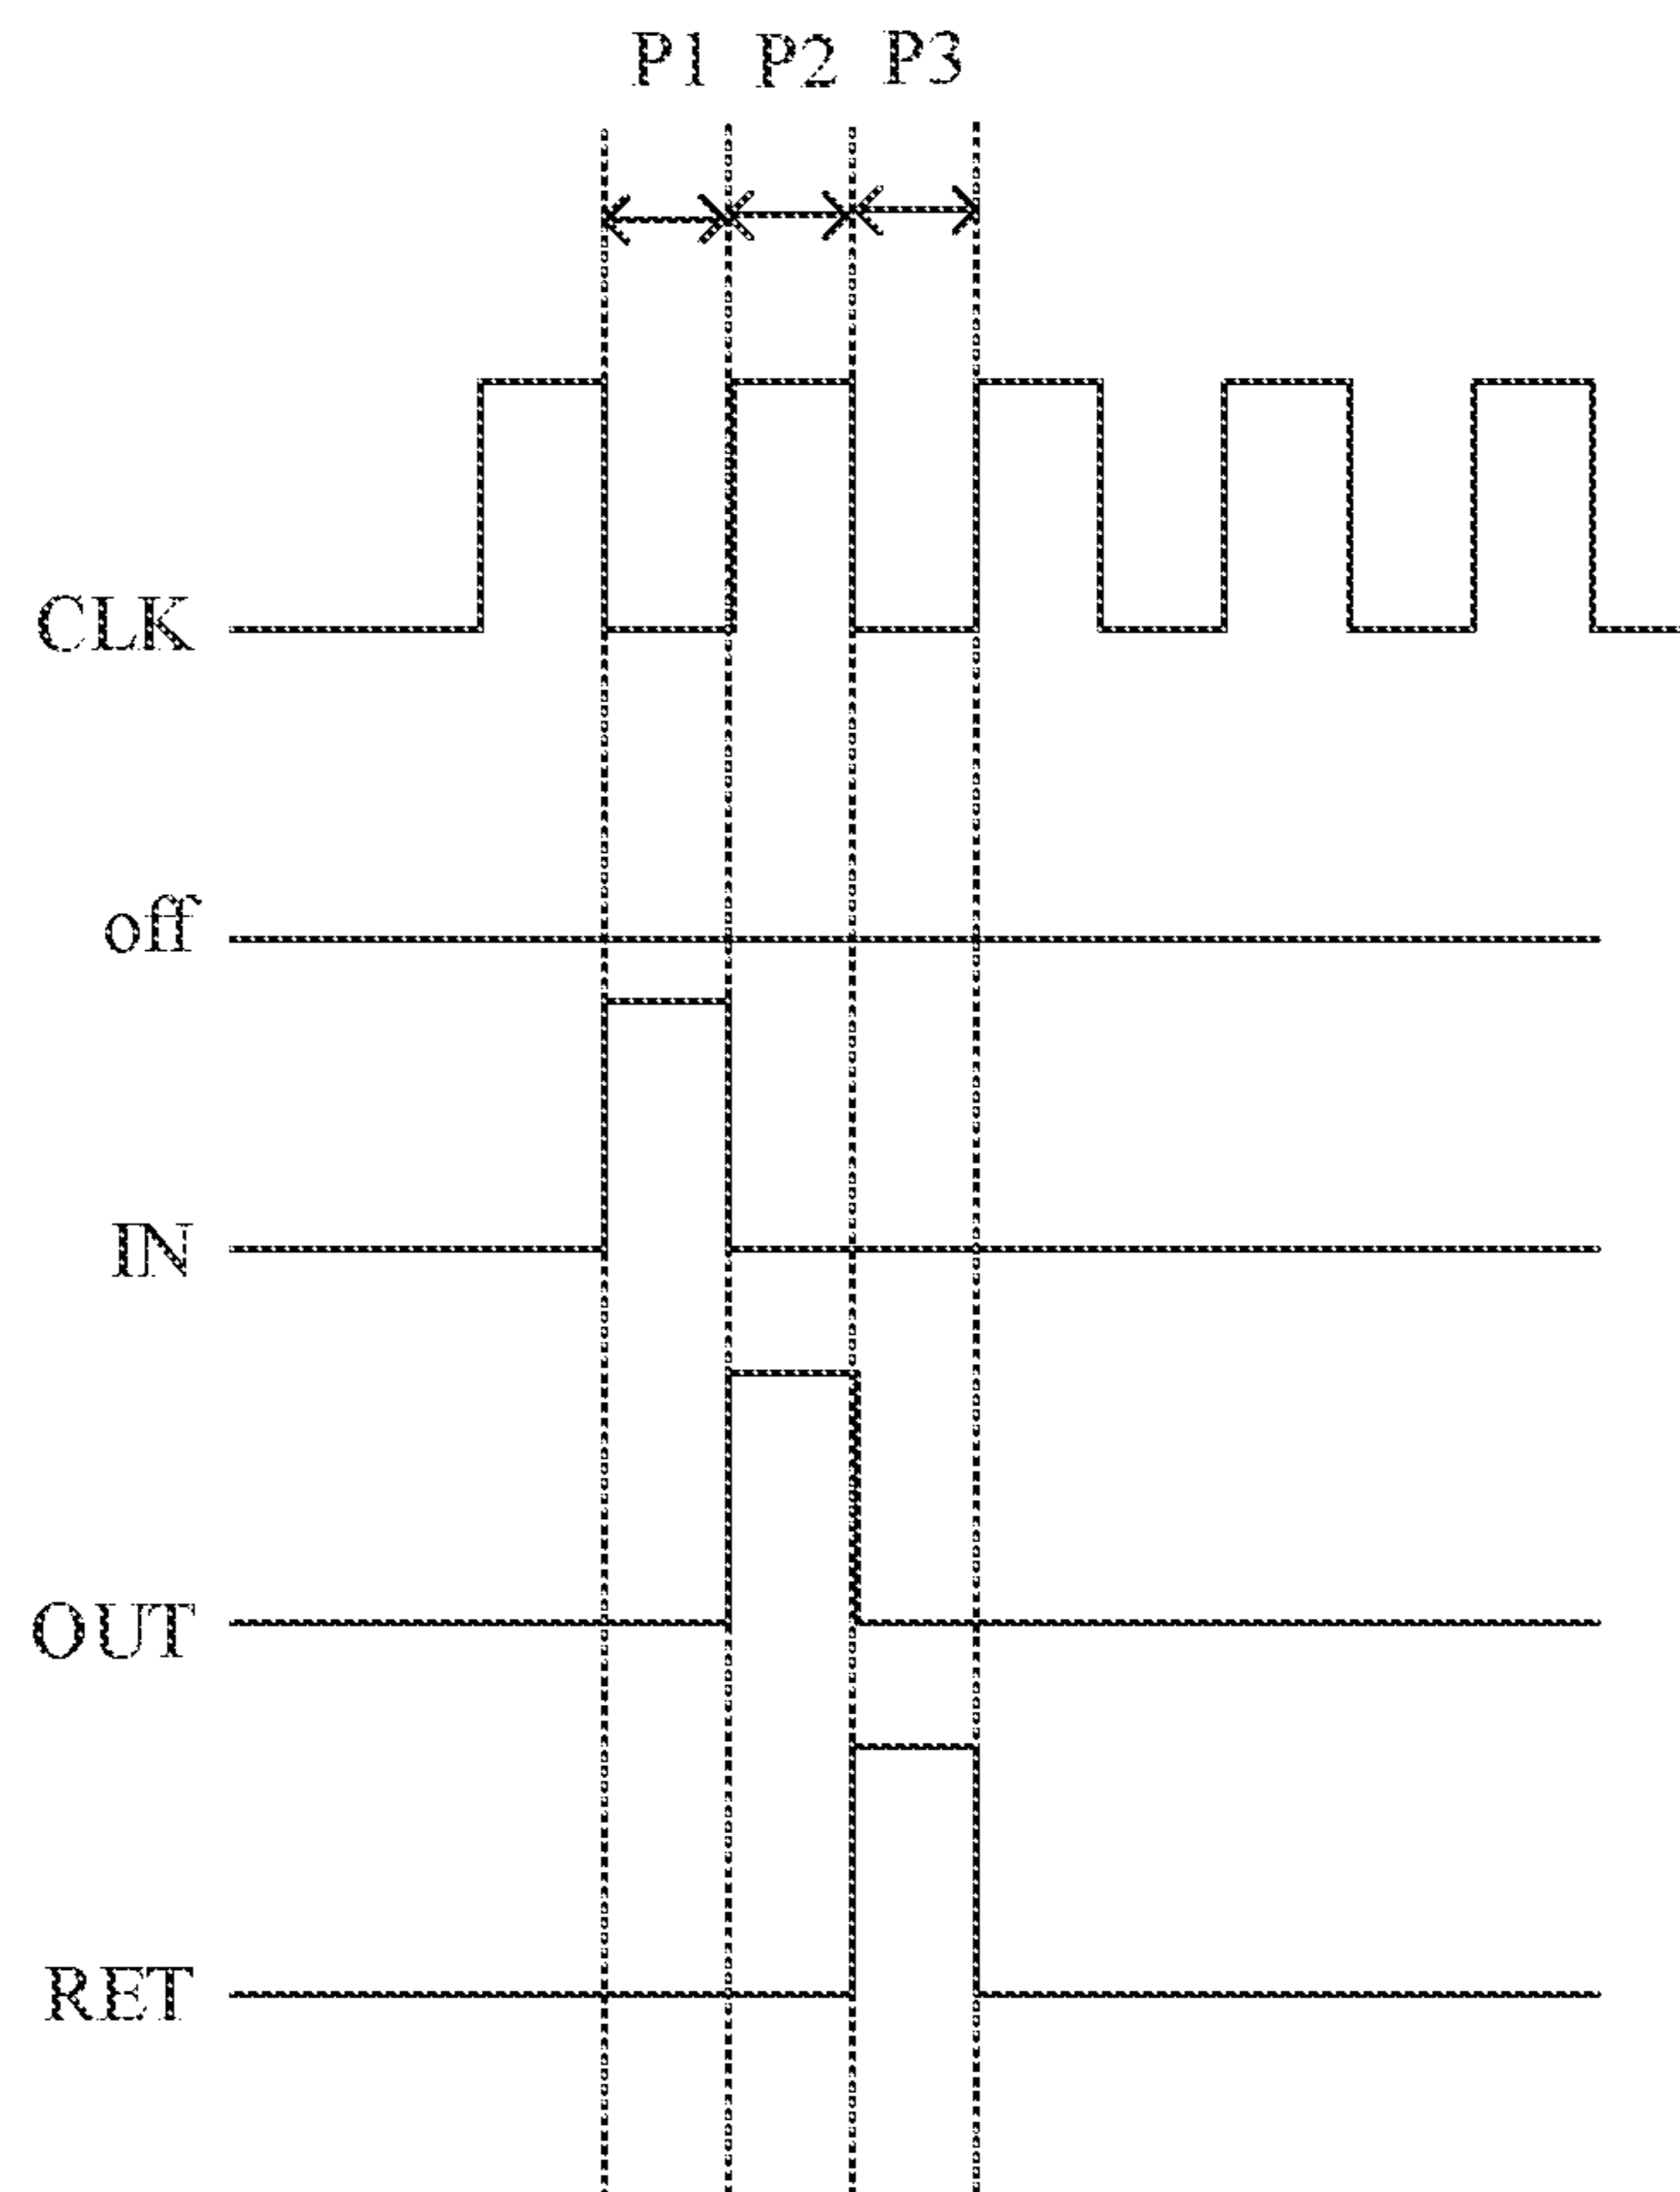 P1 P2 P3
CLK
off
IN
OUT
RET